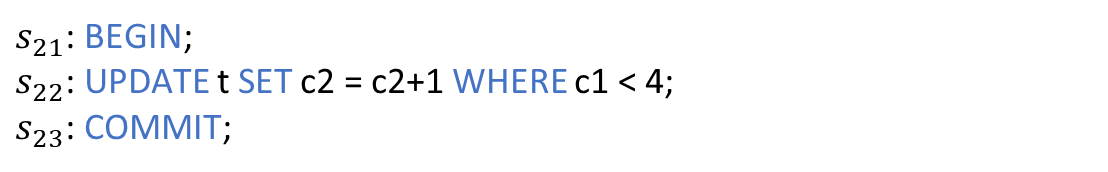 s₂₁: BEGIN;
s₂₂: UPDATE t SET c2 = c2+1 WHERE c1 < 4;
s₂₃: COMMIT;